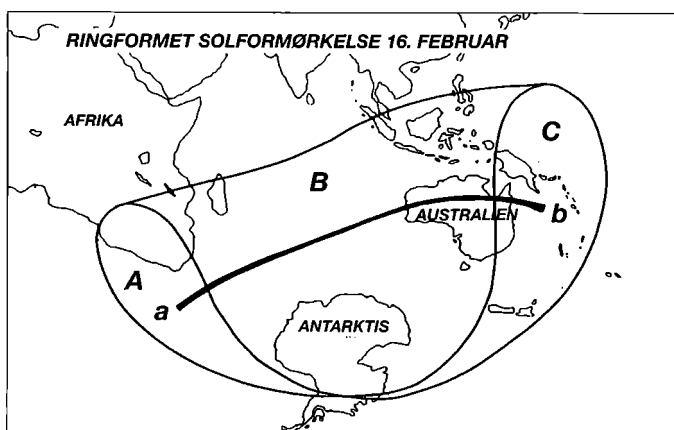 RINGFORMET SOLFORMØRKELSE 16. FEBRUAR
AFRIKA
C
B
AUSTRALIEN
b
A
a
ANTARKTIS